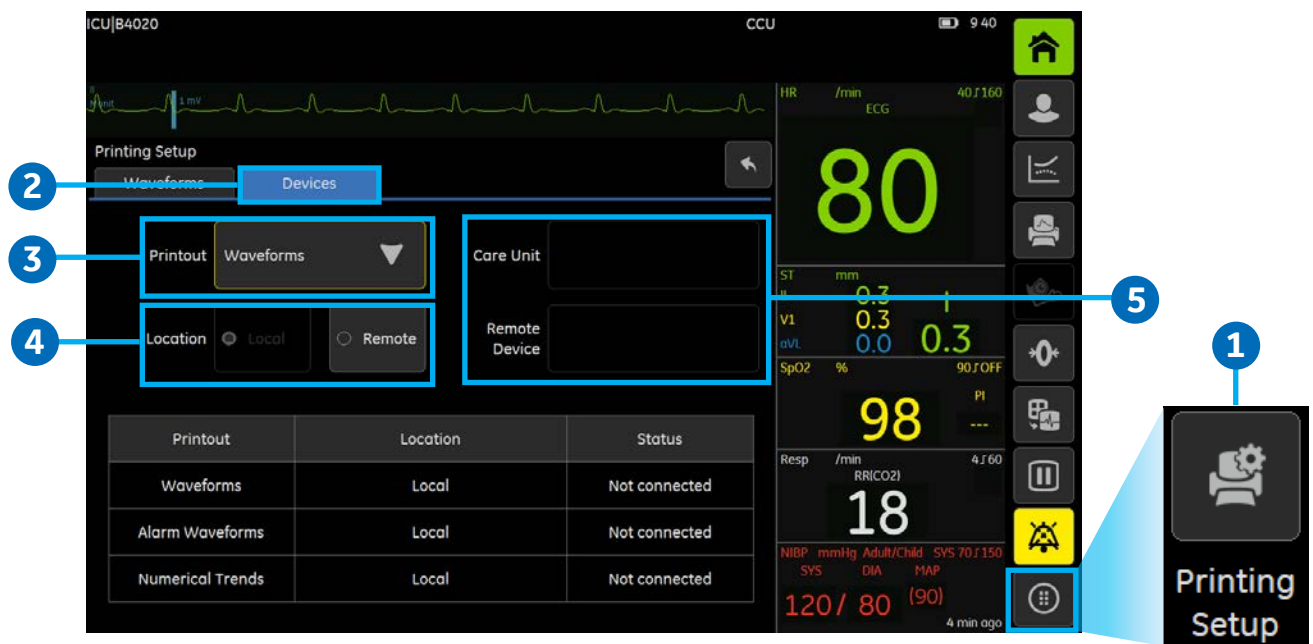 ICU|B4020
CCU
9 40
II
Monit
1 mV
Printing Setup
Waveforms
Devices
Printout
Waveforms
Location
Local
Remote
Care Unit
Remote
Device
Printout Location Status
Waveforms Local Not connected
Alarm Waveforms Local Not connected
Numerical Trends Local Not connected
HR /min 40 160
ECG
80
ST mm
II 0.3
V1 0.3
aVL 0.0
0.3
SpO2 % 90 OFF
98
PI
---
Resp /min 4 60
RR(CO2)
18
NIBP mmHg Adult/Child SYS 70 150
SYS DIA MAP
120/ 80 (90)
4 min ago
0
2
3
4
5
1
Printing
Setup